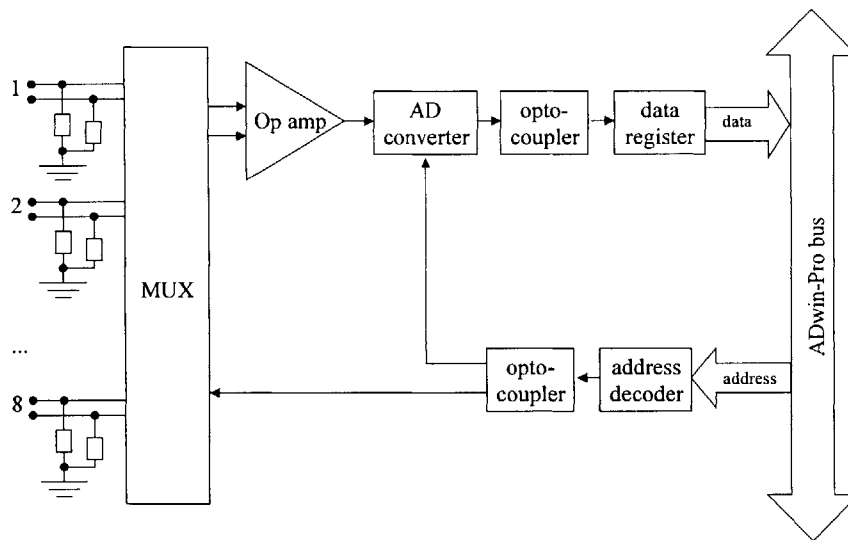 1
Op amp
AD
converter
opto-
coupler
data
register
data
2
MUX
ADwin-Pro bus
...
opto-
coupler
address
decoder
address
8